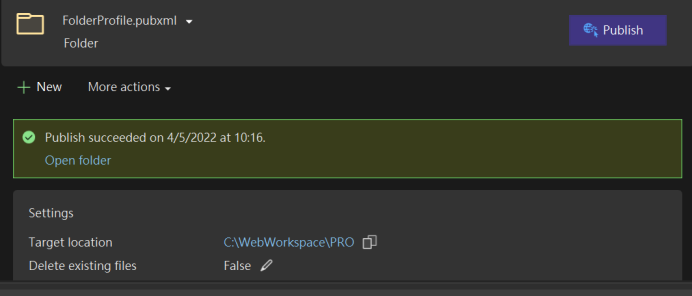 FolderProfile.pubxml
Folder
Publish
New
More actions
Publish succeeded on 4/5/2022 at 10:16.
Open folder
Settings
Target location C:\WebWorkspace\PRO
Delete existing files False